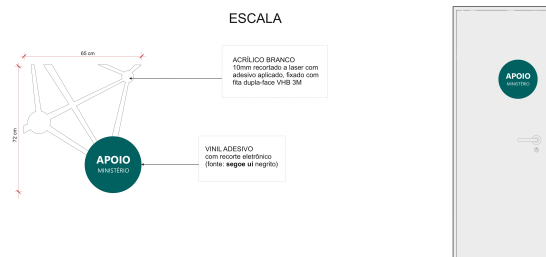 ESCALA
65 cm
72 cm
ACRÍLICO BRANCO
10mm recortado a laser com
adesivo aplicado, fixado com
fita dupla-face VHB 3M
VINIL ADESIVO
com recorte eletrônico
(fonte: segoe ui negrito)
APOIO
MINISTÉRIO
APOIO
MINISTÉRIO